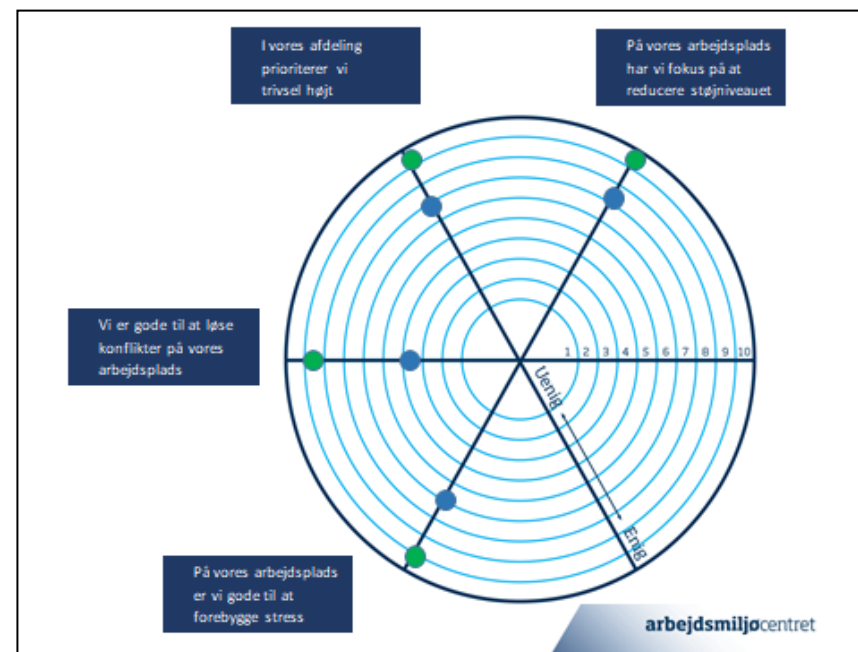 I vores afdeling
prioriterer vi
trivsel højt
På vores arbejdsplads
har vi fokus på at
reducere støjniveauet
Vi er gode til at løse
konflikter på vores
arbejdsplads
1 2 3 4 5 6 7 8 9 10
Uenig
Enig
På vores arbejdsplads
er vi gode til at
forebygge stress
arbejdsmiljøcentret